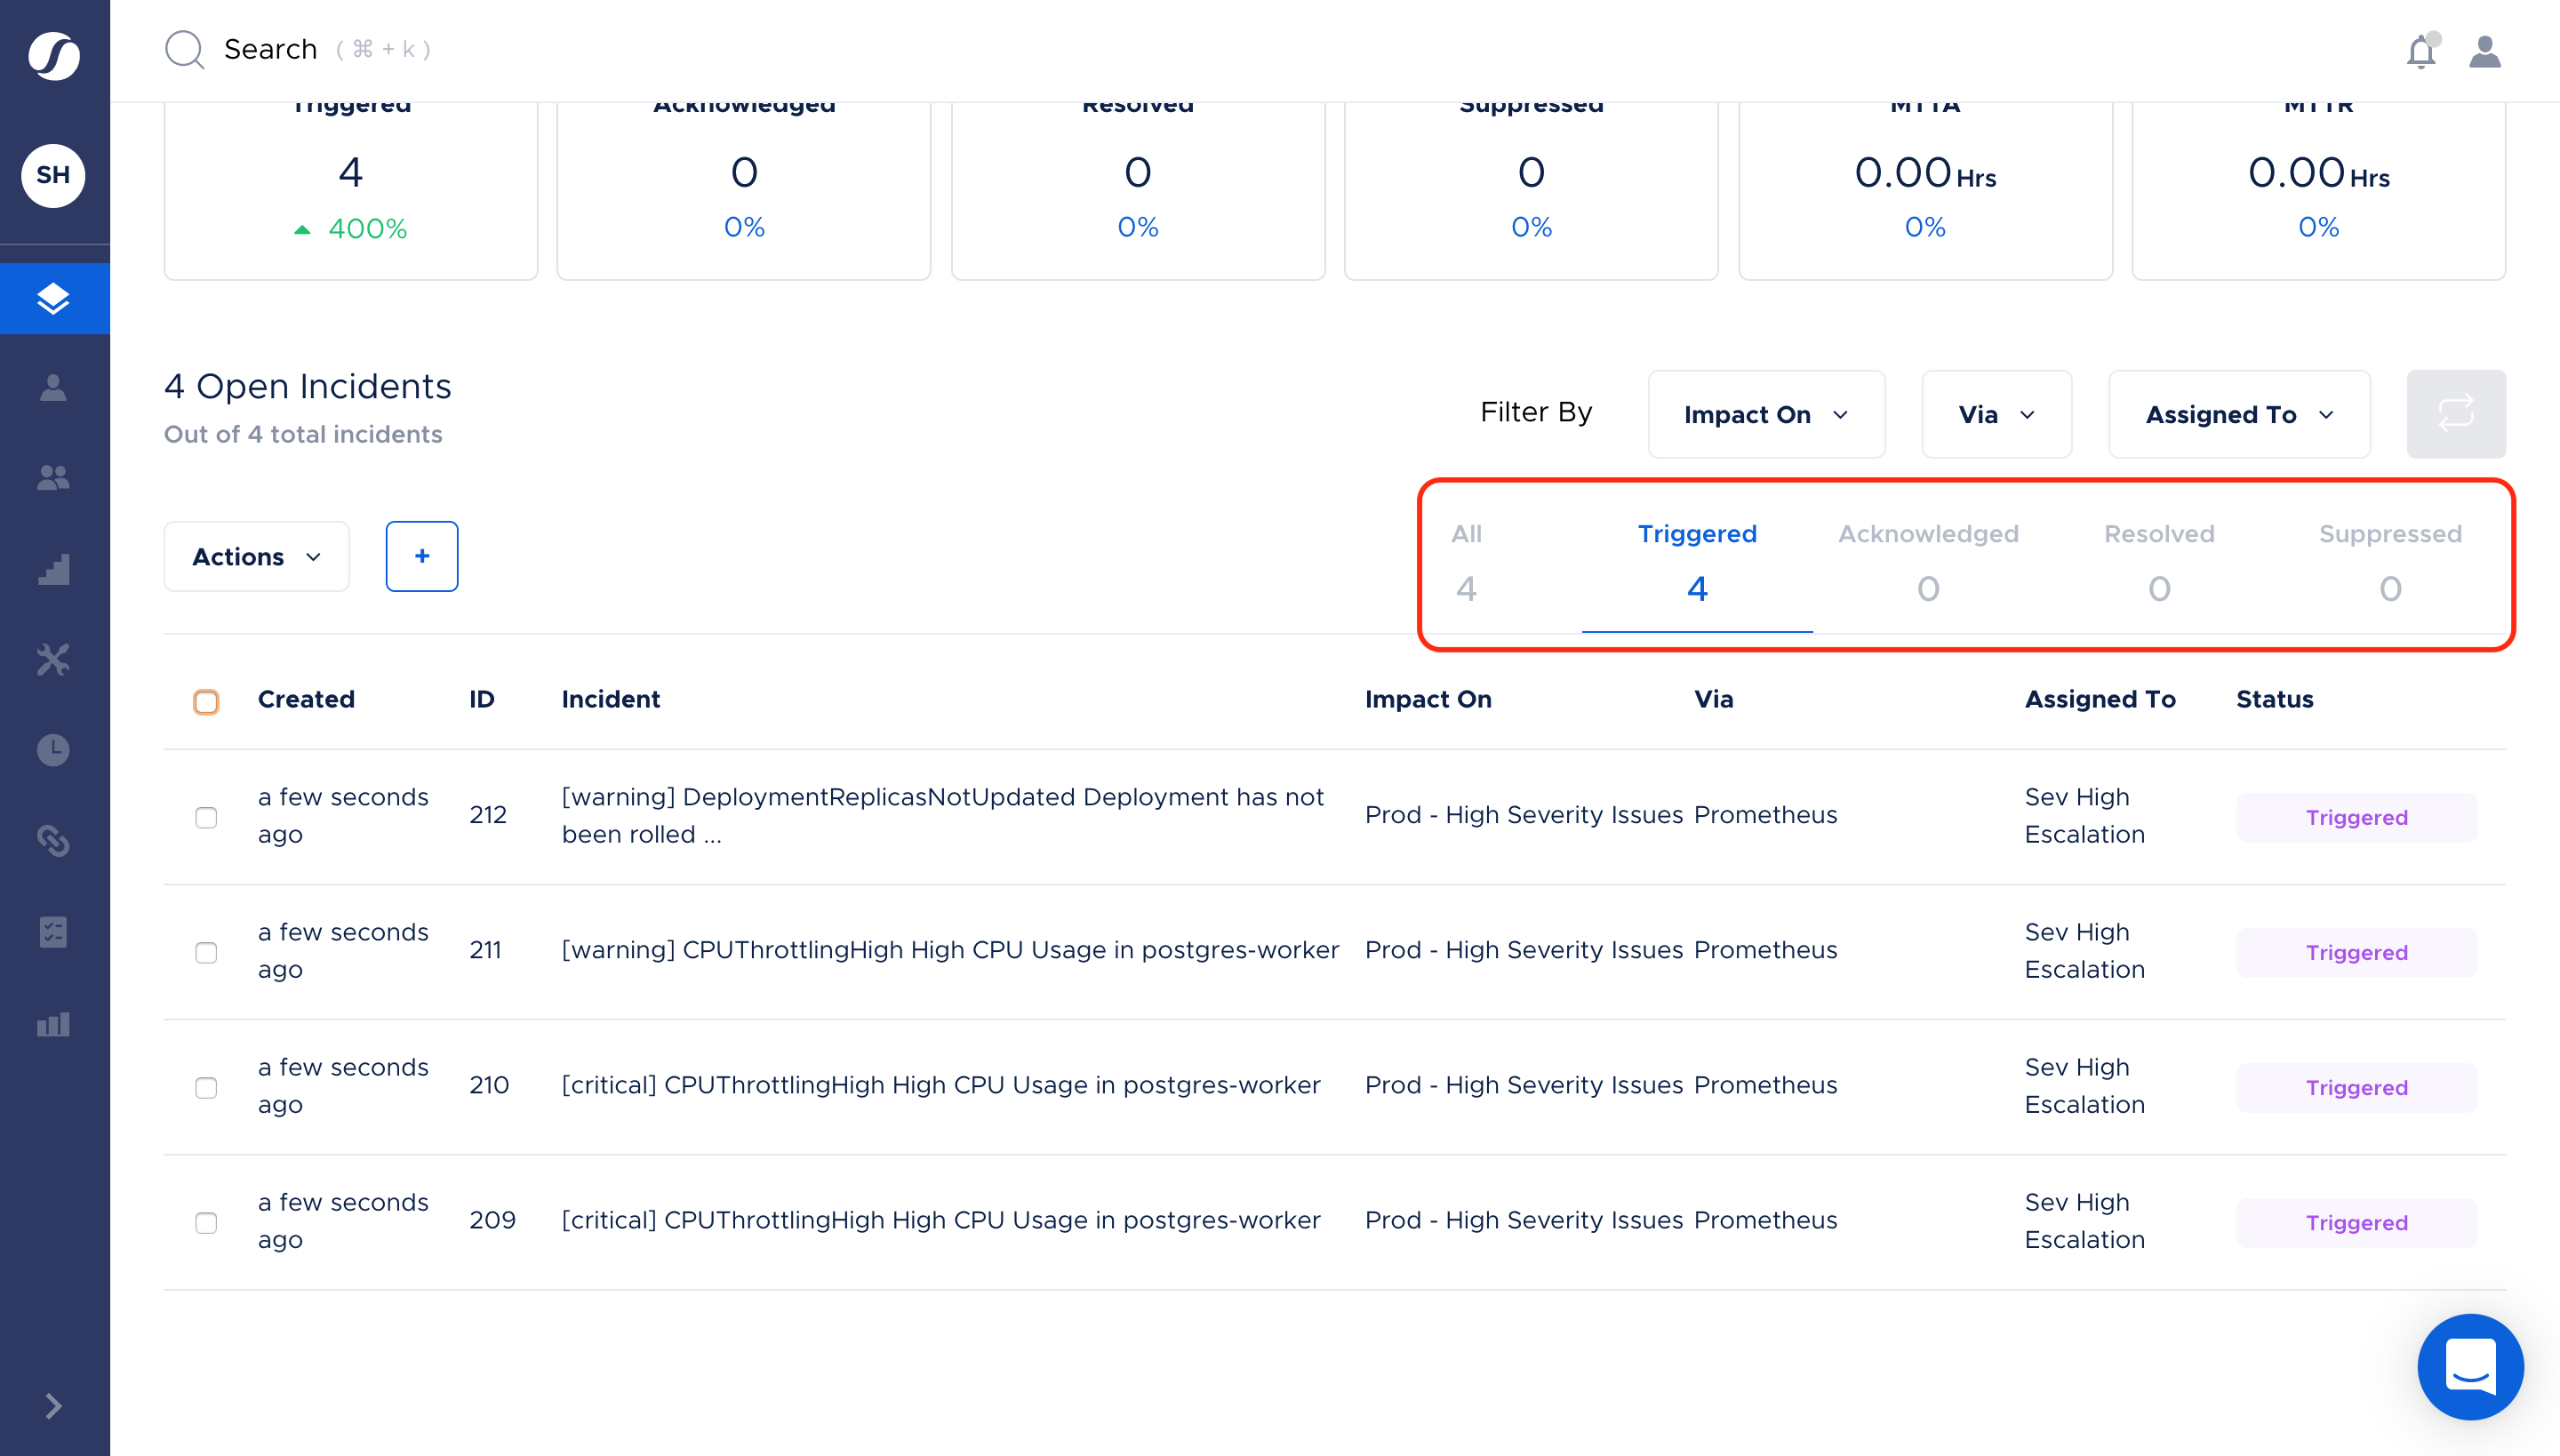 Search ( ⌘ + k )
SH
Triggered
4
400%
Acknowledged
0
0%
Resolved
0
0%
Suppressed
0
0%
MTTA
0.00 Hrs
0%
MTTR
0.00 Hrs
0%
4 Open Incidents
Out of 4 total incidents
Filter By
Impact On
Via
Assigned To
Actions
+
All
4
Triggered
4
Acknowledged
0
Resolved
0
Suppressed
0
Created ID Incident Impact On Via Assigned To Status
a few seconds
ago
212
[warning] DeploymentReplicasNotUpdated Deployment has not
been rolled ...
Prod - High Severity Issues
Prometheus
Sev High
Escalation
Triggered
a few seconds
ago
211
[warning] CPUThrottlingHigh High CPU Usage in postgres-worker
Prod - High Severity Issues
Prometheus
Sev High
Escalation
Triggered
a few seconds
ago
210
[critical] CPUThrottlingHigh High CPU Usage in postgres-worker
Prod - High Severity Issues
Prometheus
Sev High
Escalation
Triggered
a few seconds
ago
209
[critical] CPUThrottlingHigh High CPU Usage in postgres-worker
Prod - High Severity Issues
Prometheus
Sev High
Escalation
Triggered